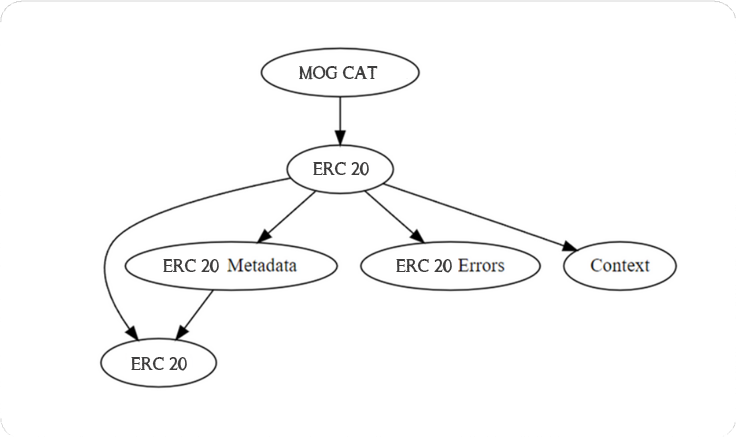 MOG CAT
ERC 20
ERC 20 Metadata
ERC 20 Errors
Context
ERC 20